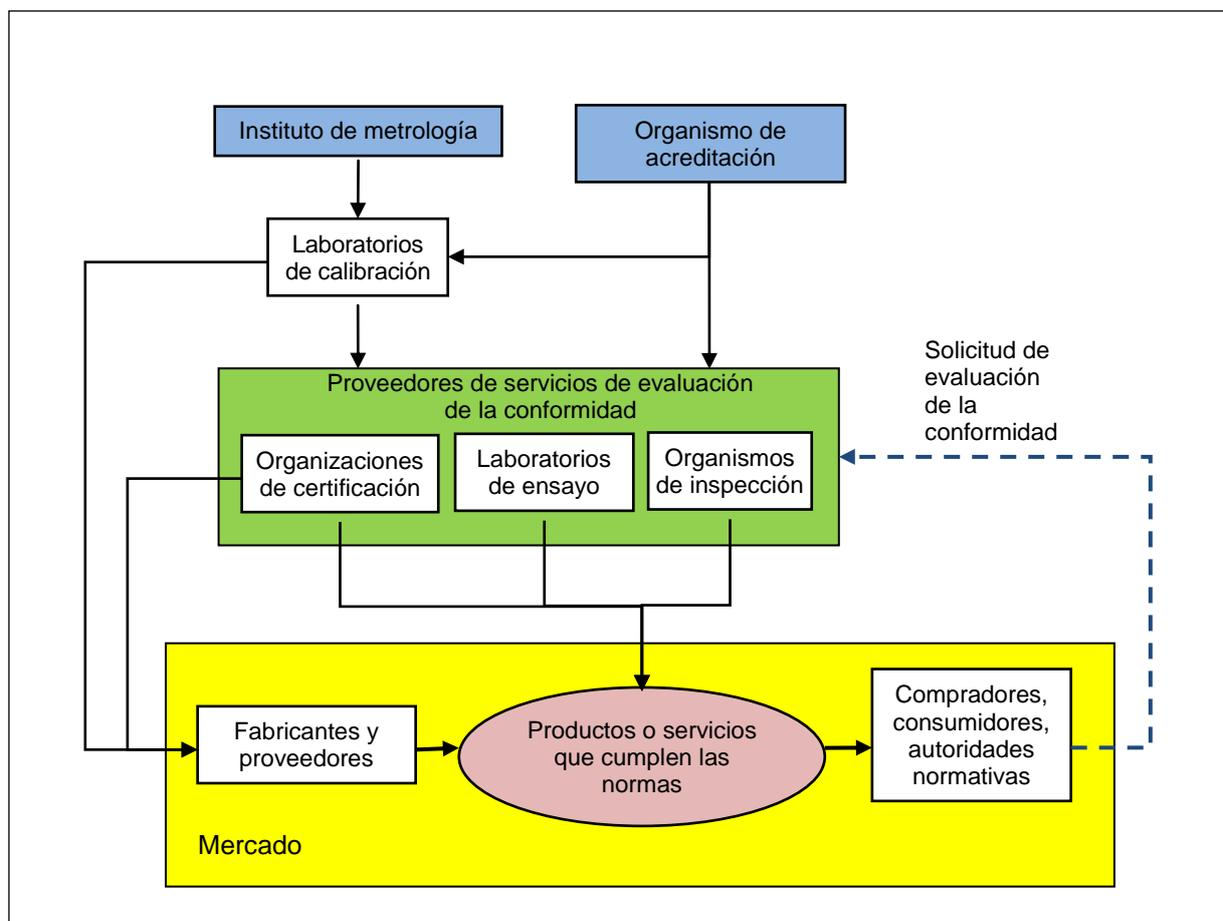 Instituto de metrología
Organismo de
acreditación
Laboratorios
de calibración
Solicitud de
evaluación
de la
conformidad
Proveedores de servicios de evaluación
de la conformidad
Organizaciones
de certificación
Laboratorios
de ensayo
Organismos
de inspección
Fabricantes y
proveedores
Productos o servicios
que cumplen las
normas
Compradores,
consumidores,
autoridades
normativas
Mercado